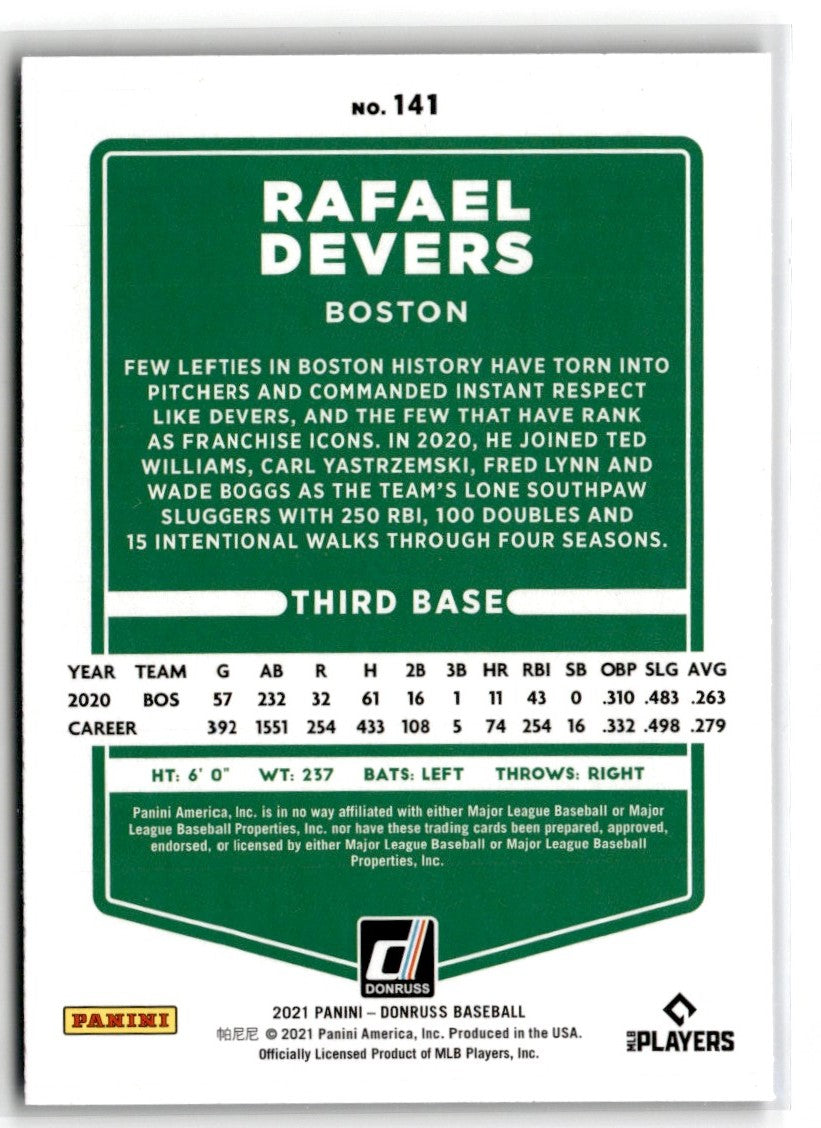 NO. 141
RAFAEL
DEVERS
BOSTON
FEW LEFTIES IN BOSTON HISTORY HAVE TORN INTO
PITCHERS AND COMMANDED INSTANT RESPECT
LIKE DEVERS, AND THE FEW THAT HAVE RANK
AS FRANCHISE ICONS. IN 2020, HE JOINED TED
WILLIAMS, CARL YASTRZEMSKI, FRED LYNN AND
WADE BOGGS AS THE TEAM'S LONE SOUTHPAW
SLUGGERS WITH 250 RBI, 100 DOUBLES AND
15 INTENTIONAL WALKS THROUGH FOUR SEASONS.
THIRD BASE
YEAR TEAM G AB R H 2B 3B HR RBI SB OBP SLG AVG
2020 BOS 57 232 32 61 16 1 11 43 0 .310 .483 .263
CAREER 392 1551 254 433 108 5 74 254 16 .332 .498 .279
HT: 6' 0" WT: 237 BATS: LEFT THROWS: RIGHT
Panini America, Inc. is in no way affiliated with either Major League Baseball or Major
League Baseball Properties, Inc. nor have these trading cards been prepared, approved,
endorsed, or licensed by either Major League Baseball or Major League Baseball
Properties, Inc.
d
DONRUSS
PANINI
2021 PANINI – DONRUSS BASEBALL
帕尼尼 © 2021 Panini America, Inc. Produced in the USA.
Officially Licensed Product of MLB Players, Inc.
MLB PLAYERS